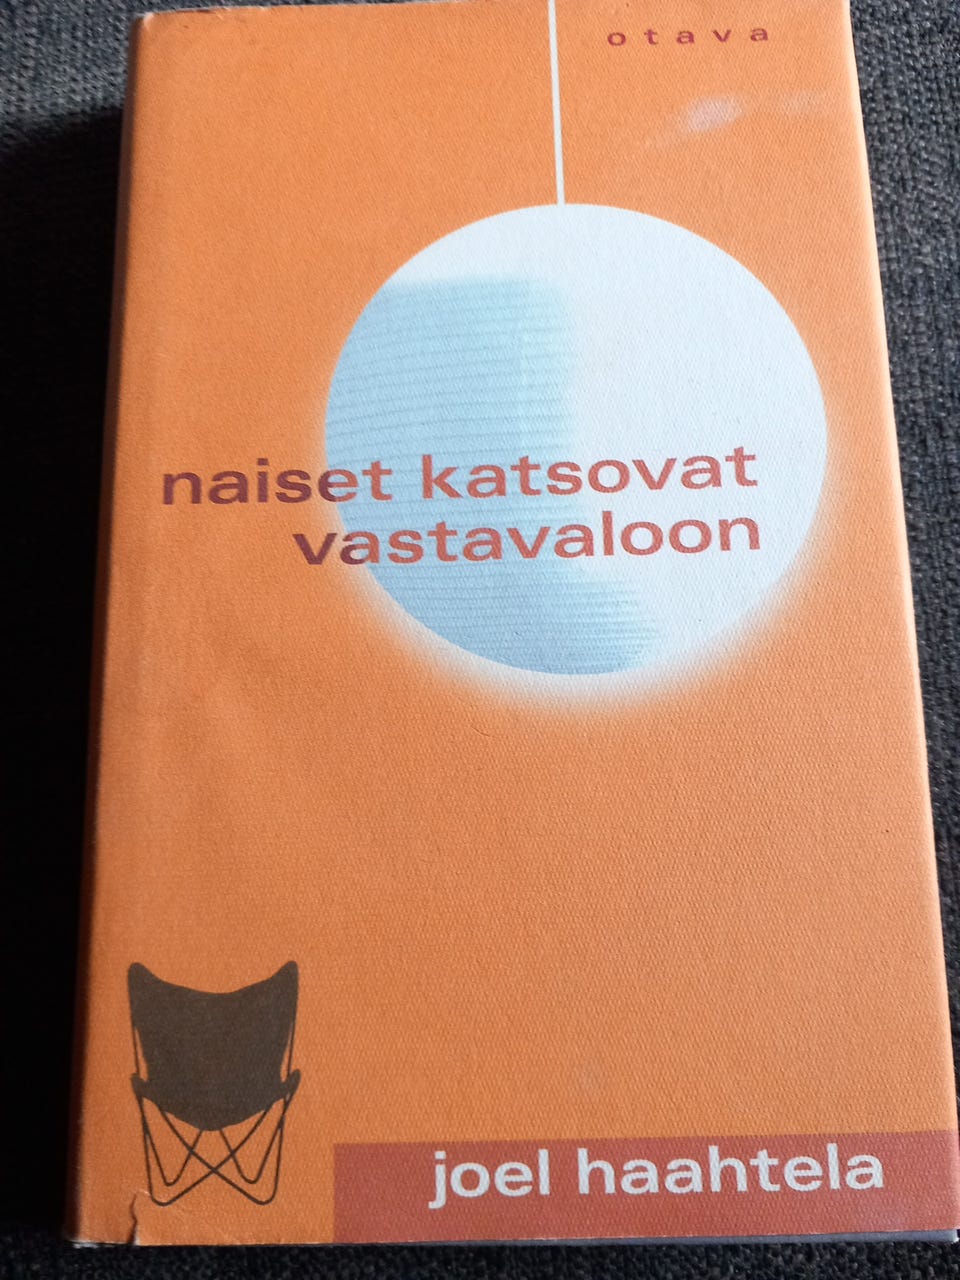 otava
naiset katsovat
vastavaloon
joel haahtela